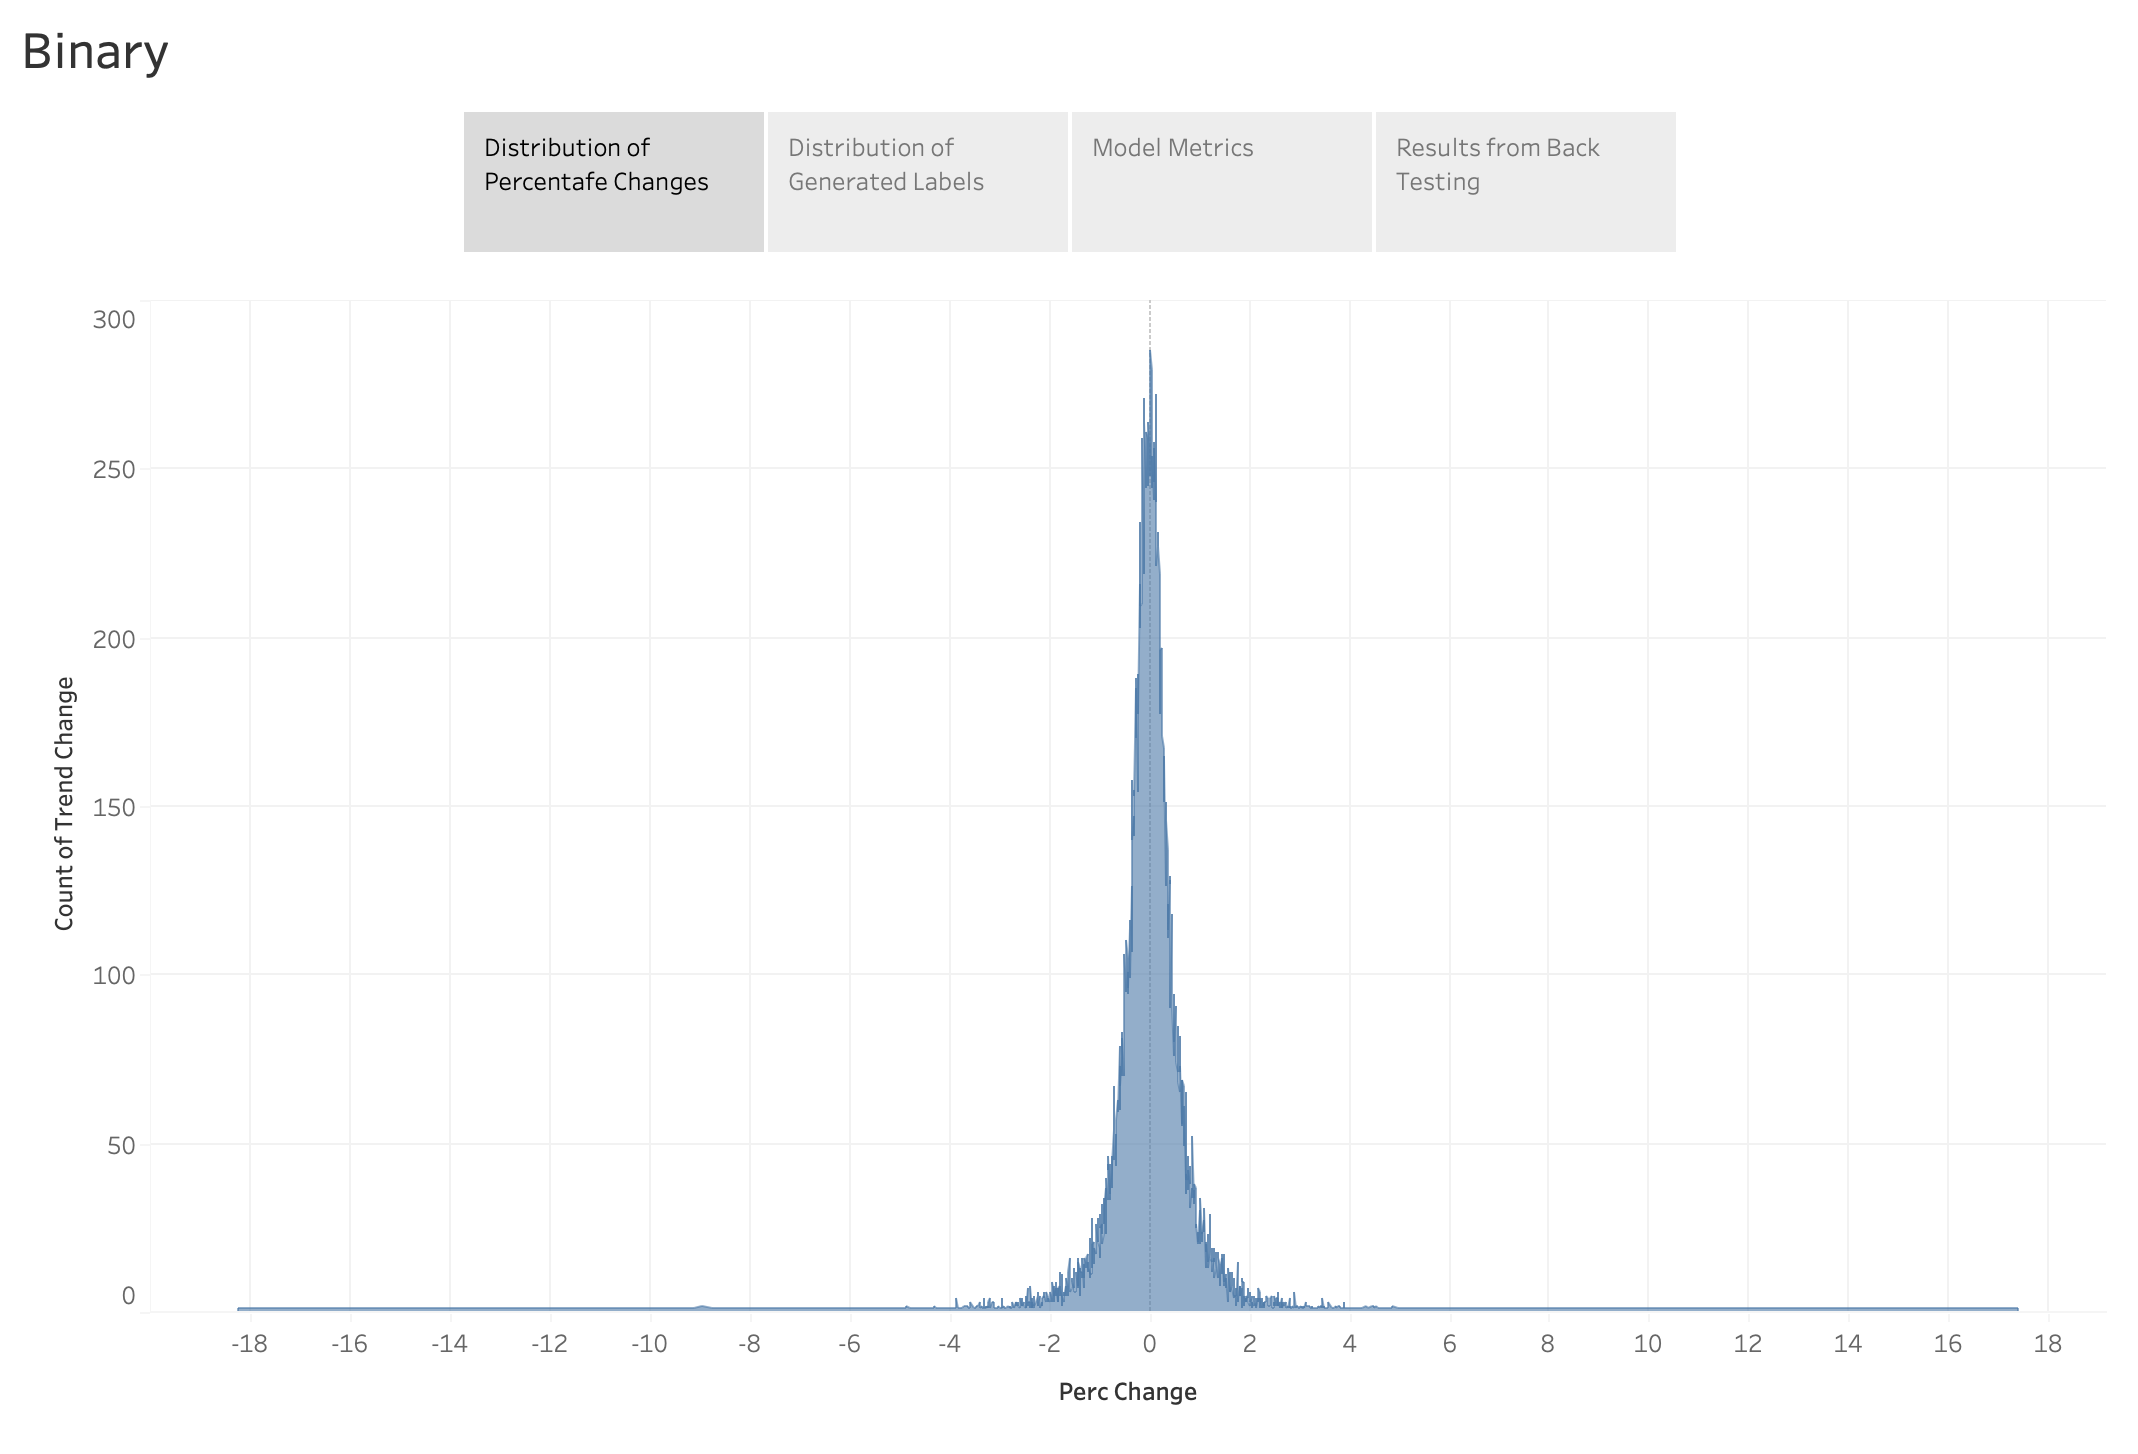 Binary
Distribution of
Percentafe Changes
Distribution of
Generated Labels
Model Metrics
Results from Back
Testing
300
250
200
150
100
50
0
Count of Trend Change
-18 -16 -14 -12 -10 -8 -6 -4 -2 0 2 4 6 8 10 12 14 16 18
Perc Change